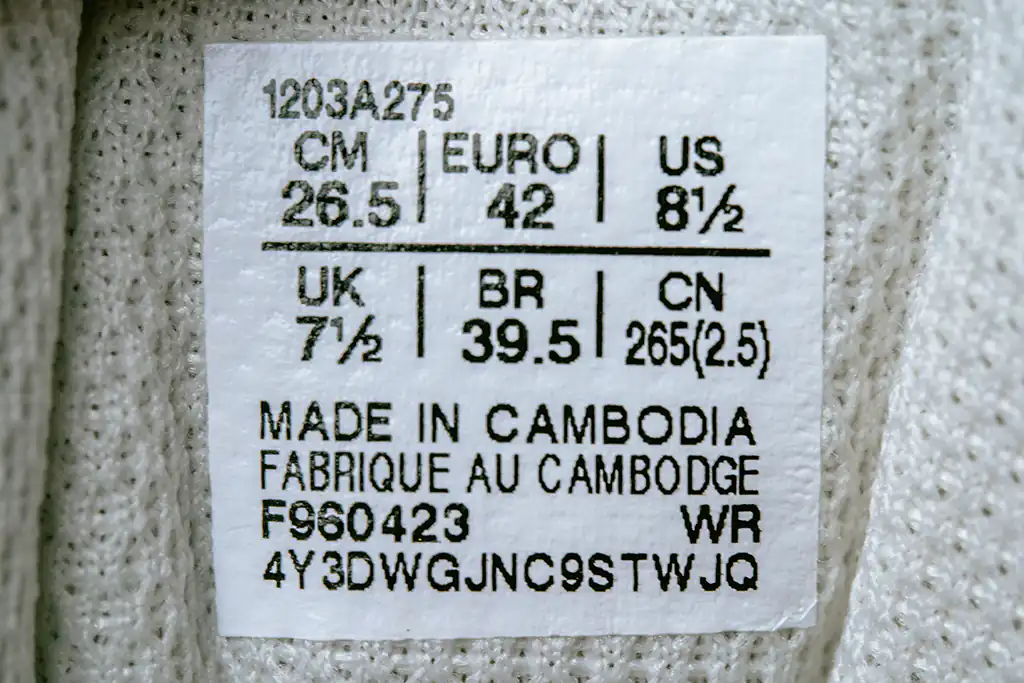 1203A275
CM | EURO | US
26.5 | 42 | 8½
UK | BR | CN
7½ | 39.5 | 265(2.5)
MADE IN CAMBODIA
FABRIQUE AU CAMBODGE
F960423 WR
4Y3DWGJNC9STWJQ